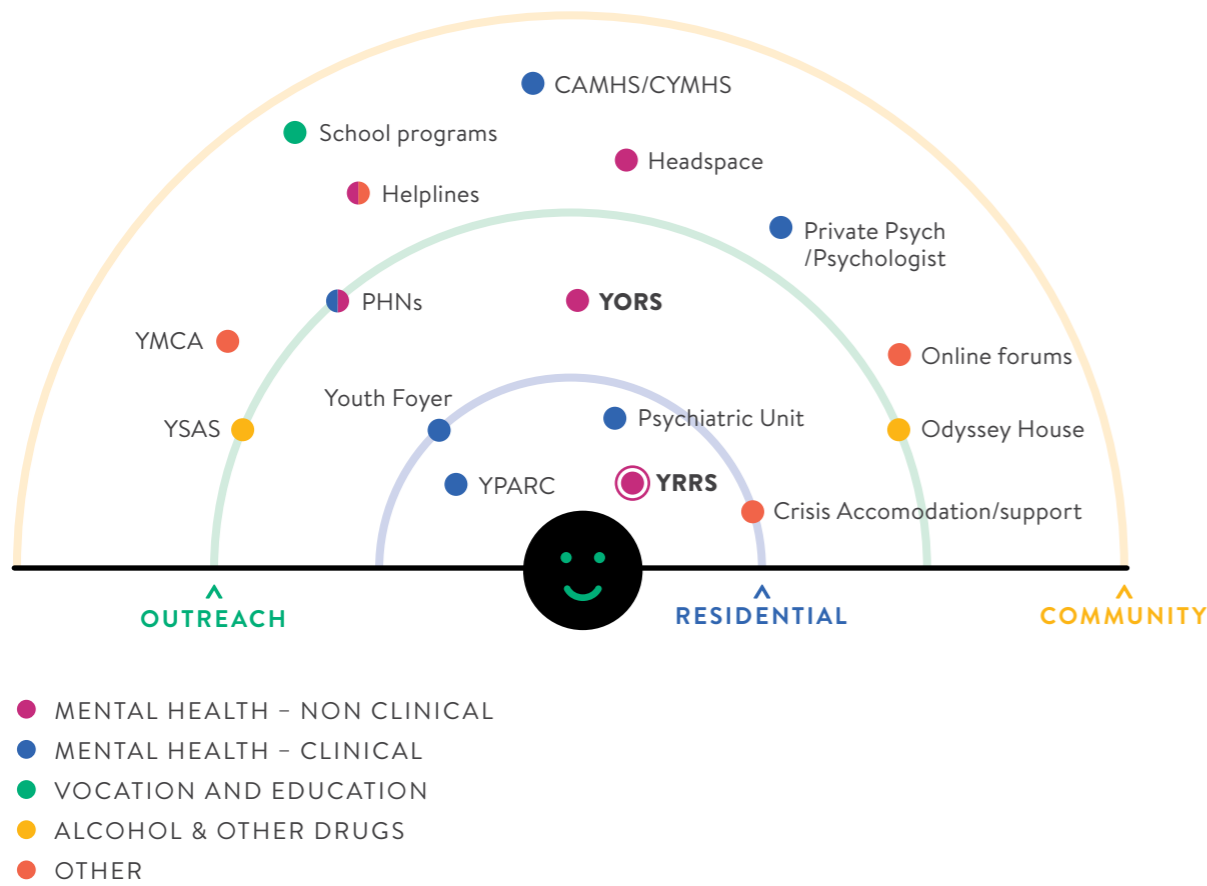 CAMHS/CYMHS
School programs
Headspace
Helplines
Private Psych
/Psychologist
PHNs
YORS
YMCA
Online forums
Youth Foyer
Psychiatric Unit
YSAS
Odyssey House
YPARC
YRRS
Crisis Accomodation/support
OUTREACH
RESIDENTIAL
COMMUNITY
MENTAL HEALTH – NON CLINICAL
MENTAL HEALTH – CLINICAL
VOCATION AND EDUCATION
ALCOHOL & OTHER DRUGS
OTHER